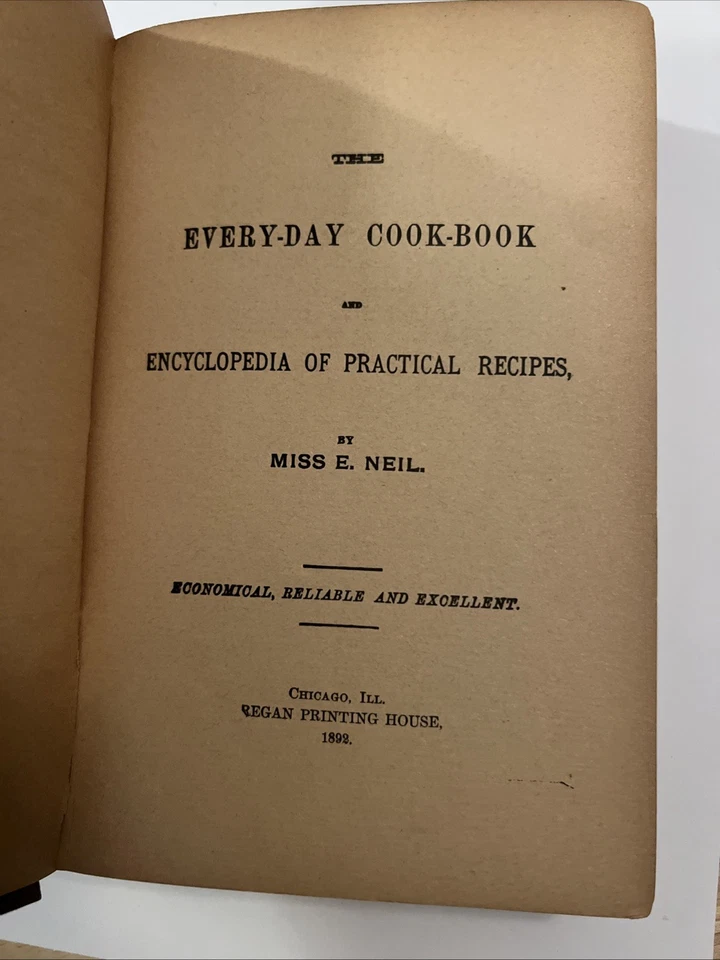 THE
EVERY-DAY COOK-BOOK
AND
ENCYCLOPEDIA OF PRACTICAL RECIPES,
BY
MISS E. NEIL.
ECONOMICAL, RELIABLE AND EXCELLENT.
CHICAGO, ILL.
REGAN PRINTING HOUSE,
1892.